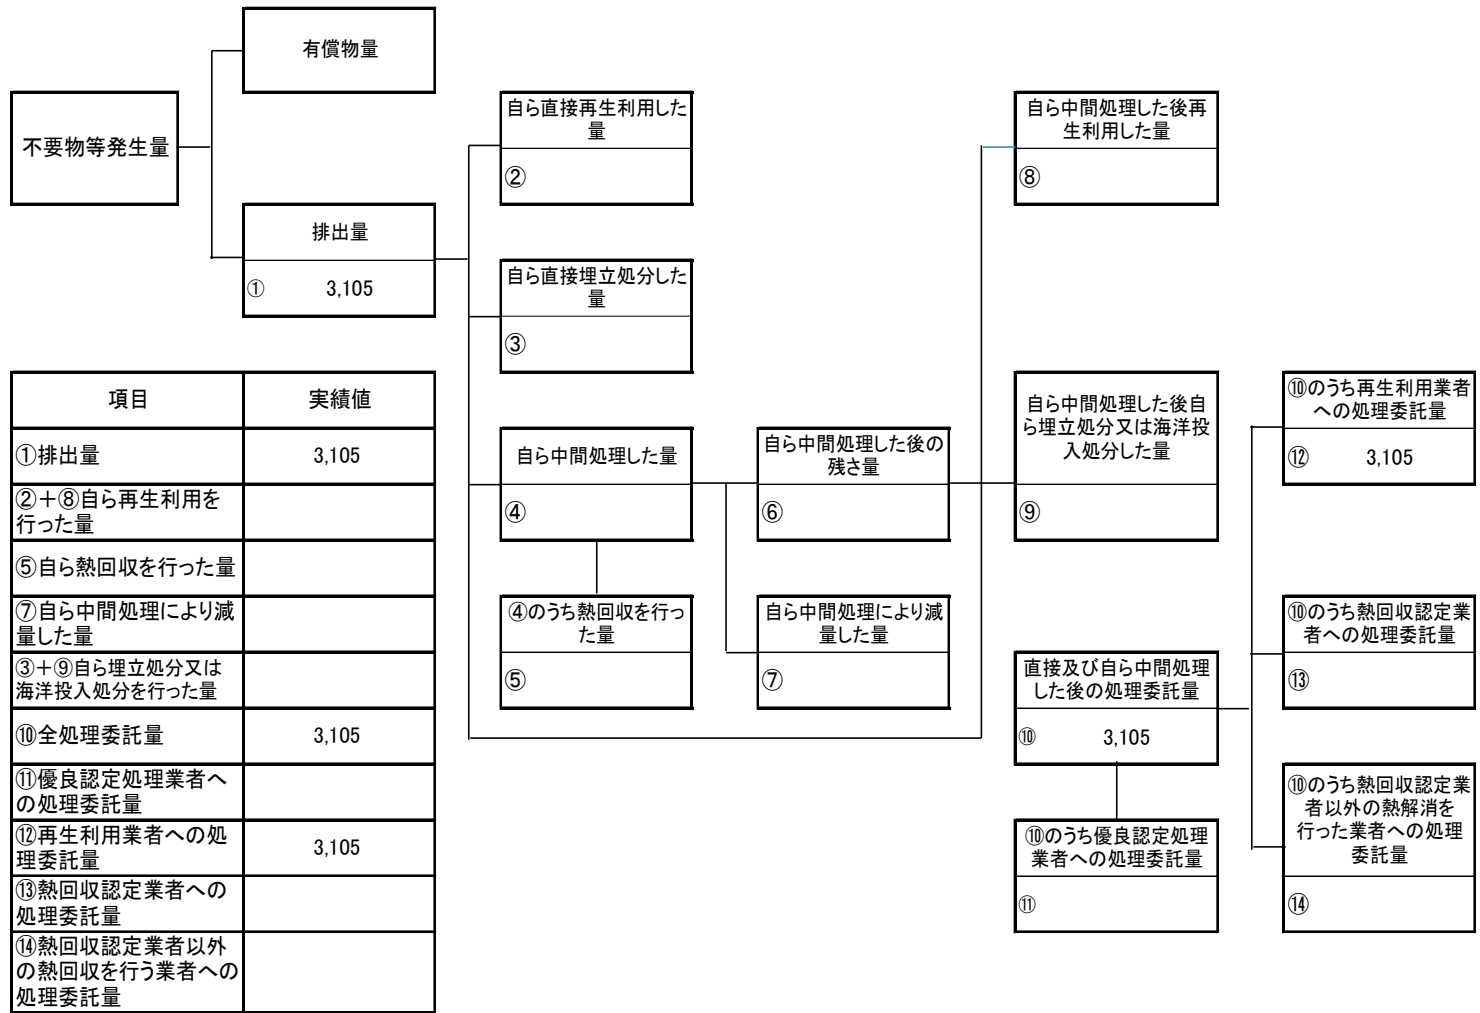 有償物量
不要物等発生量
排出量
① 3,105
自ら直接再生利用した
量
②
自ら直接埋立処分した
量
③
自ら中間処理した量
④
④のうち熱回収を行っ
た量
⑤
自ら中間処理した後の
残さ量
⑥
自ら中間処理により減
量した量
⑦
自ら中間処理した後再
生利用した量
⑧
自ら中間処理した後自
ら埋立処分又は海洋投
入処分した量
⑨
直接及び自ら中間処理
した後の処理委託量
⑩ 3,105
⑩のうち優良認定処理
業者への処理委託量
⑪
⑩のうち再生利用業者
への処理委託量
⑫ 3,105
⑩のうち熱回収認定業
者への処理委託量
⑬
⑩のうち熱回収認定業
者以外の熱解消を
行った業者への処理
委託量
⑭
項目 実績値
①排出量 3,105
②+⑧自ら再生利用を
行った量
⑤自ら熱回収を行った量
⑦自ら中間処理により減
量した量
③+⑨自ら埋立処分又は
海洋投入処分を行った量
⑩全処理委託量 3,105
⑪優良認定処理業者へ
の処理委託量
⑫再生利用業者への処
理委託量 3,105
⑬熱回収認定業者への
処理委託量
⑭熱回収認定業者以外
の熱回収を行う業者への
処理委託量